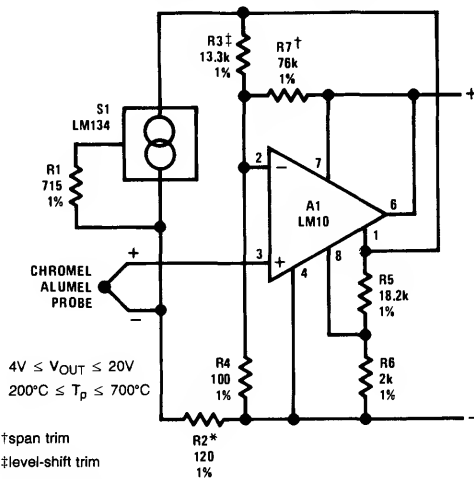 R3‡
13.3k
1%
R7†
76k
1%
+
S1
LM134
R1
715
1%
2
−
7
A1
LM10
6
1
3
+
4
8
+
CHROMEL
ALUMEL
PROBE
−
R5
18.2k
1%
R4
100
1%
R6
2k
1%
4V ≤ VOUT ≤ 20V
200°C ≤ Tp ≤ 700°C
−
R2*
120
1%
†span trim
‡level-shift trim